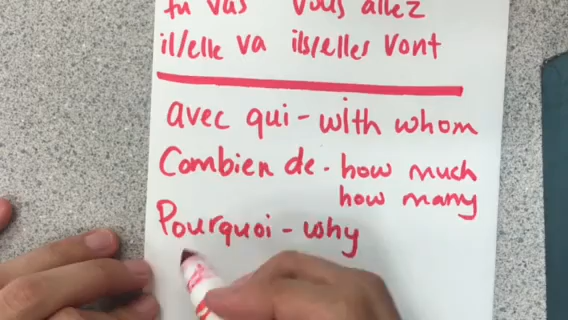 tu vas vous allez
il/elle va ils/elles vont
avec qui - with whom
Combien de - how much
how many
Pourquoi - why